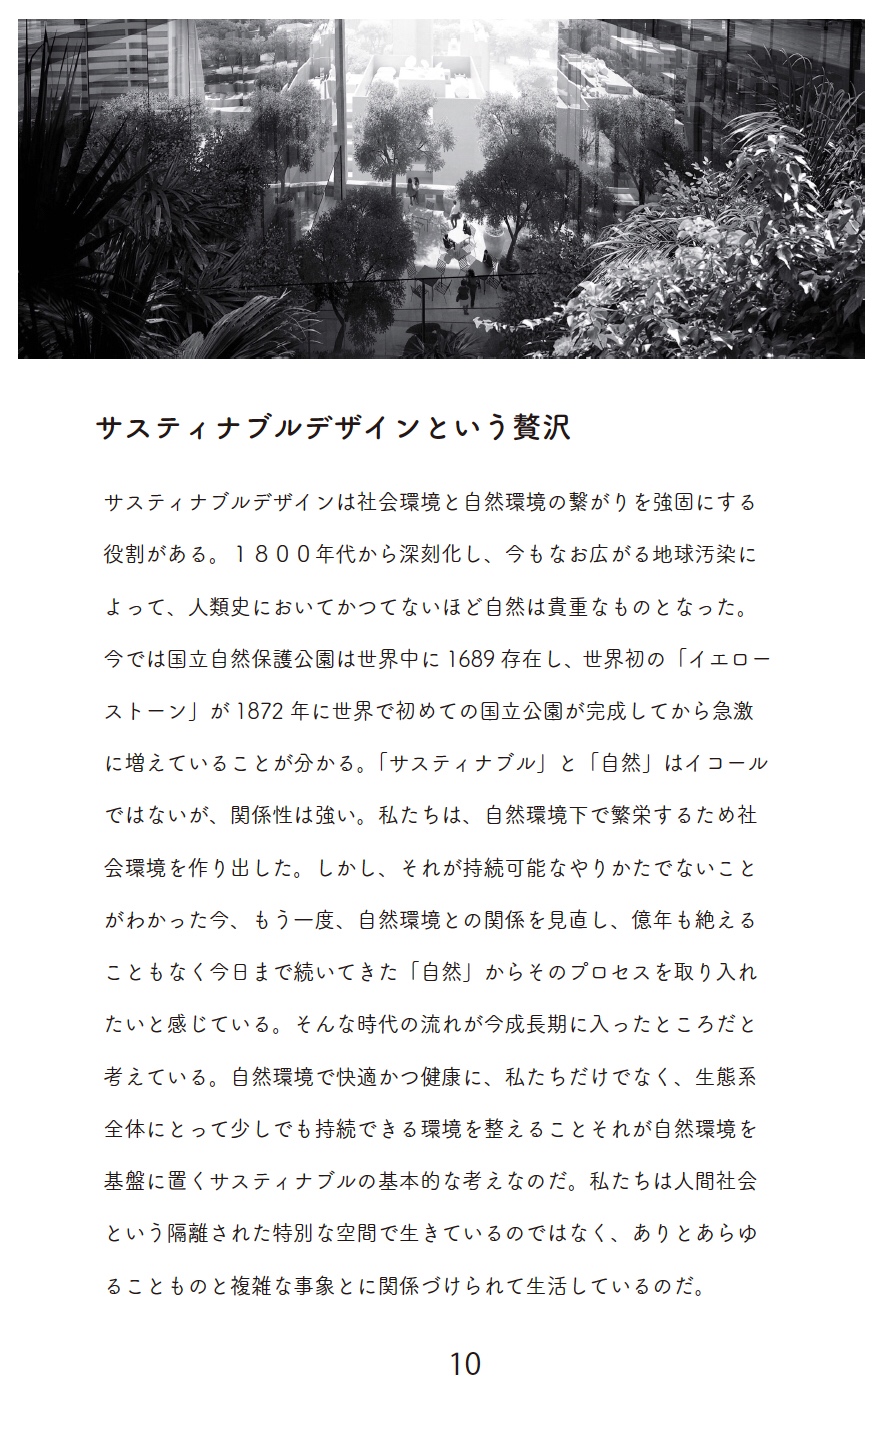 サスティナブルデザインという贅沢
サスティナブルデザインは社会環境と自然環境の繋がりを強固にする
役割がある。１８００年代から深刻化し、今もなお広がる地球汚染に
よって、人類史においてかつてないほど自然は貴重なものとなった。
今では国立自然保護公園は世界中に 1689 存在し、世界初の「イエロー
ストーン」が 1872 年に世界で初めての国立公園が完成してから急激
に増えていることが分かる。「サスティナブル」と「自然」はイコール
ではないが、関係性は強い。私たちは、自然環境下で繁栄するため社
会環境を作り出した。しかし、それが持続可能なやりかたでないこと
がわかった今、もう一度、自然環境との関係を見直し、億年も絶える
こともなく今日まで続いてきた「自然」からそのプロセスを取り入れ
たいと感じている。そんな時代の流れが今成長期に入ったところだと
考えている。自然環境で快適かつ健康に、私たちだけでなく、生態系
全体にとって少しでも持続できる環境を整えることそれが自然環境を
基盤に置くサスティナブルの基本的な考えなのだ。私たちは人間社会
という隔離された特別な空間で生きているのではなく、ありとあらゆ
ることものと複雑な事象とに関係づけられて生活しているのだ。
10